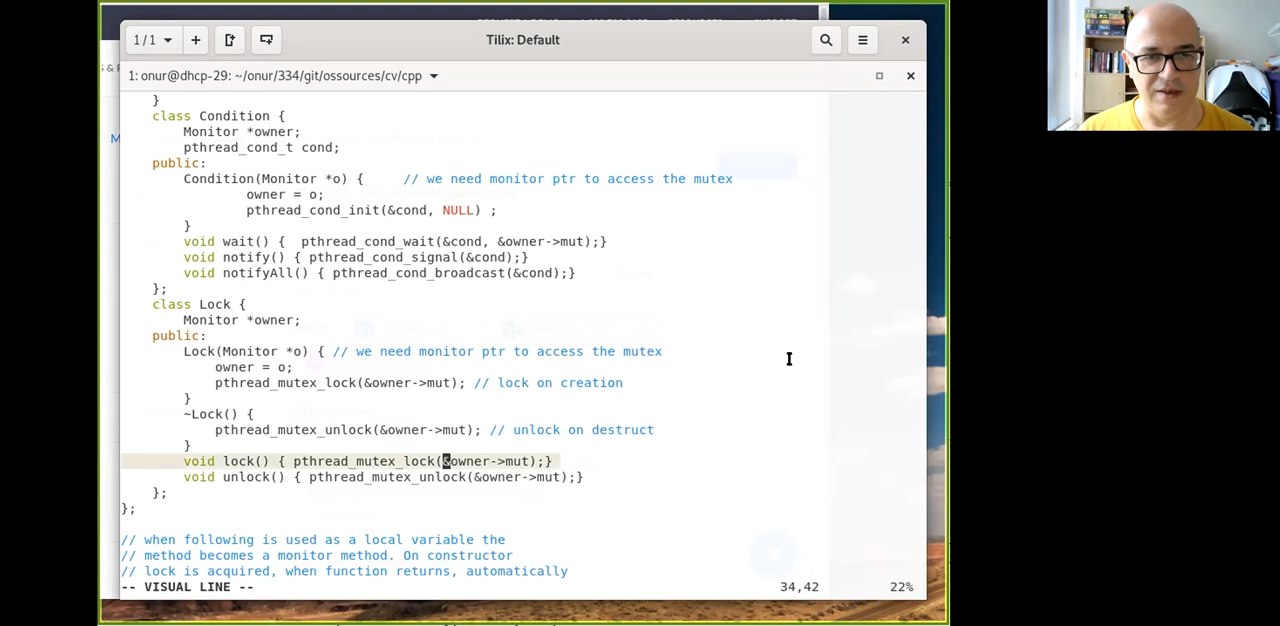 1 / 1
Tilix: Default
1: onur@dhcp-29: ~/onur/334/git/ossources/cv/cpp
}
class Condition {
Monitor *owner;
pthread_cond_t cond;
public:
Condition(Monitor *o) { // we need monitor ptr to access the mutex
owner = o;
pthread_cond_init(&cond, NULL) ;
}
void wait() { pthread_cond_wait(&cond, &owner->mut);}
void notify() { pthread_cond_signal(&cond);}
void notifyAll() { pthread_cond_broadcast(&cond);}
};
class Lock {
Monitor *owner;
public:
Lock(Monitor *o) { // we need monitor ptr to access the mutex
owner = o;
pthread_mutex_lock(&owner->mut); // lock on creation
}
~Lock() {
pthread_mutex_unlock(&owner->mut); // unlock on destruct
}
void lock() { pthread_mutex_lock(&owner->mut);}
void unlock() { pthread_mutex_unlock(&owner->mut);}
};
};
// when following is used as a local variable the
// method becomes a monitor method. On constructor
// lock is acquired, when function returns, automatically
-- VISUAL LINE -- 34,42 22%